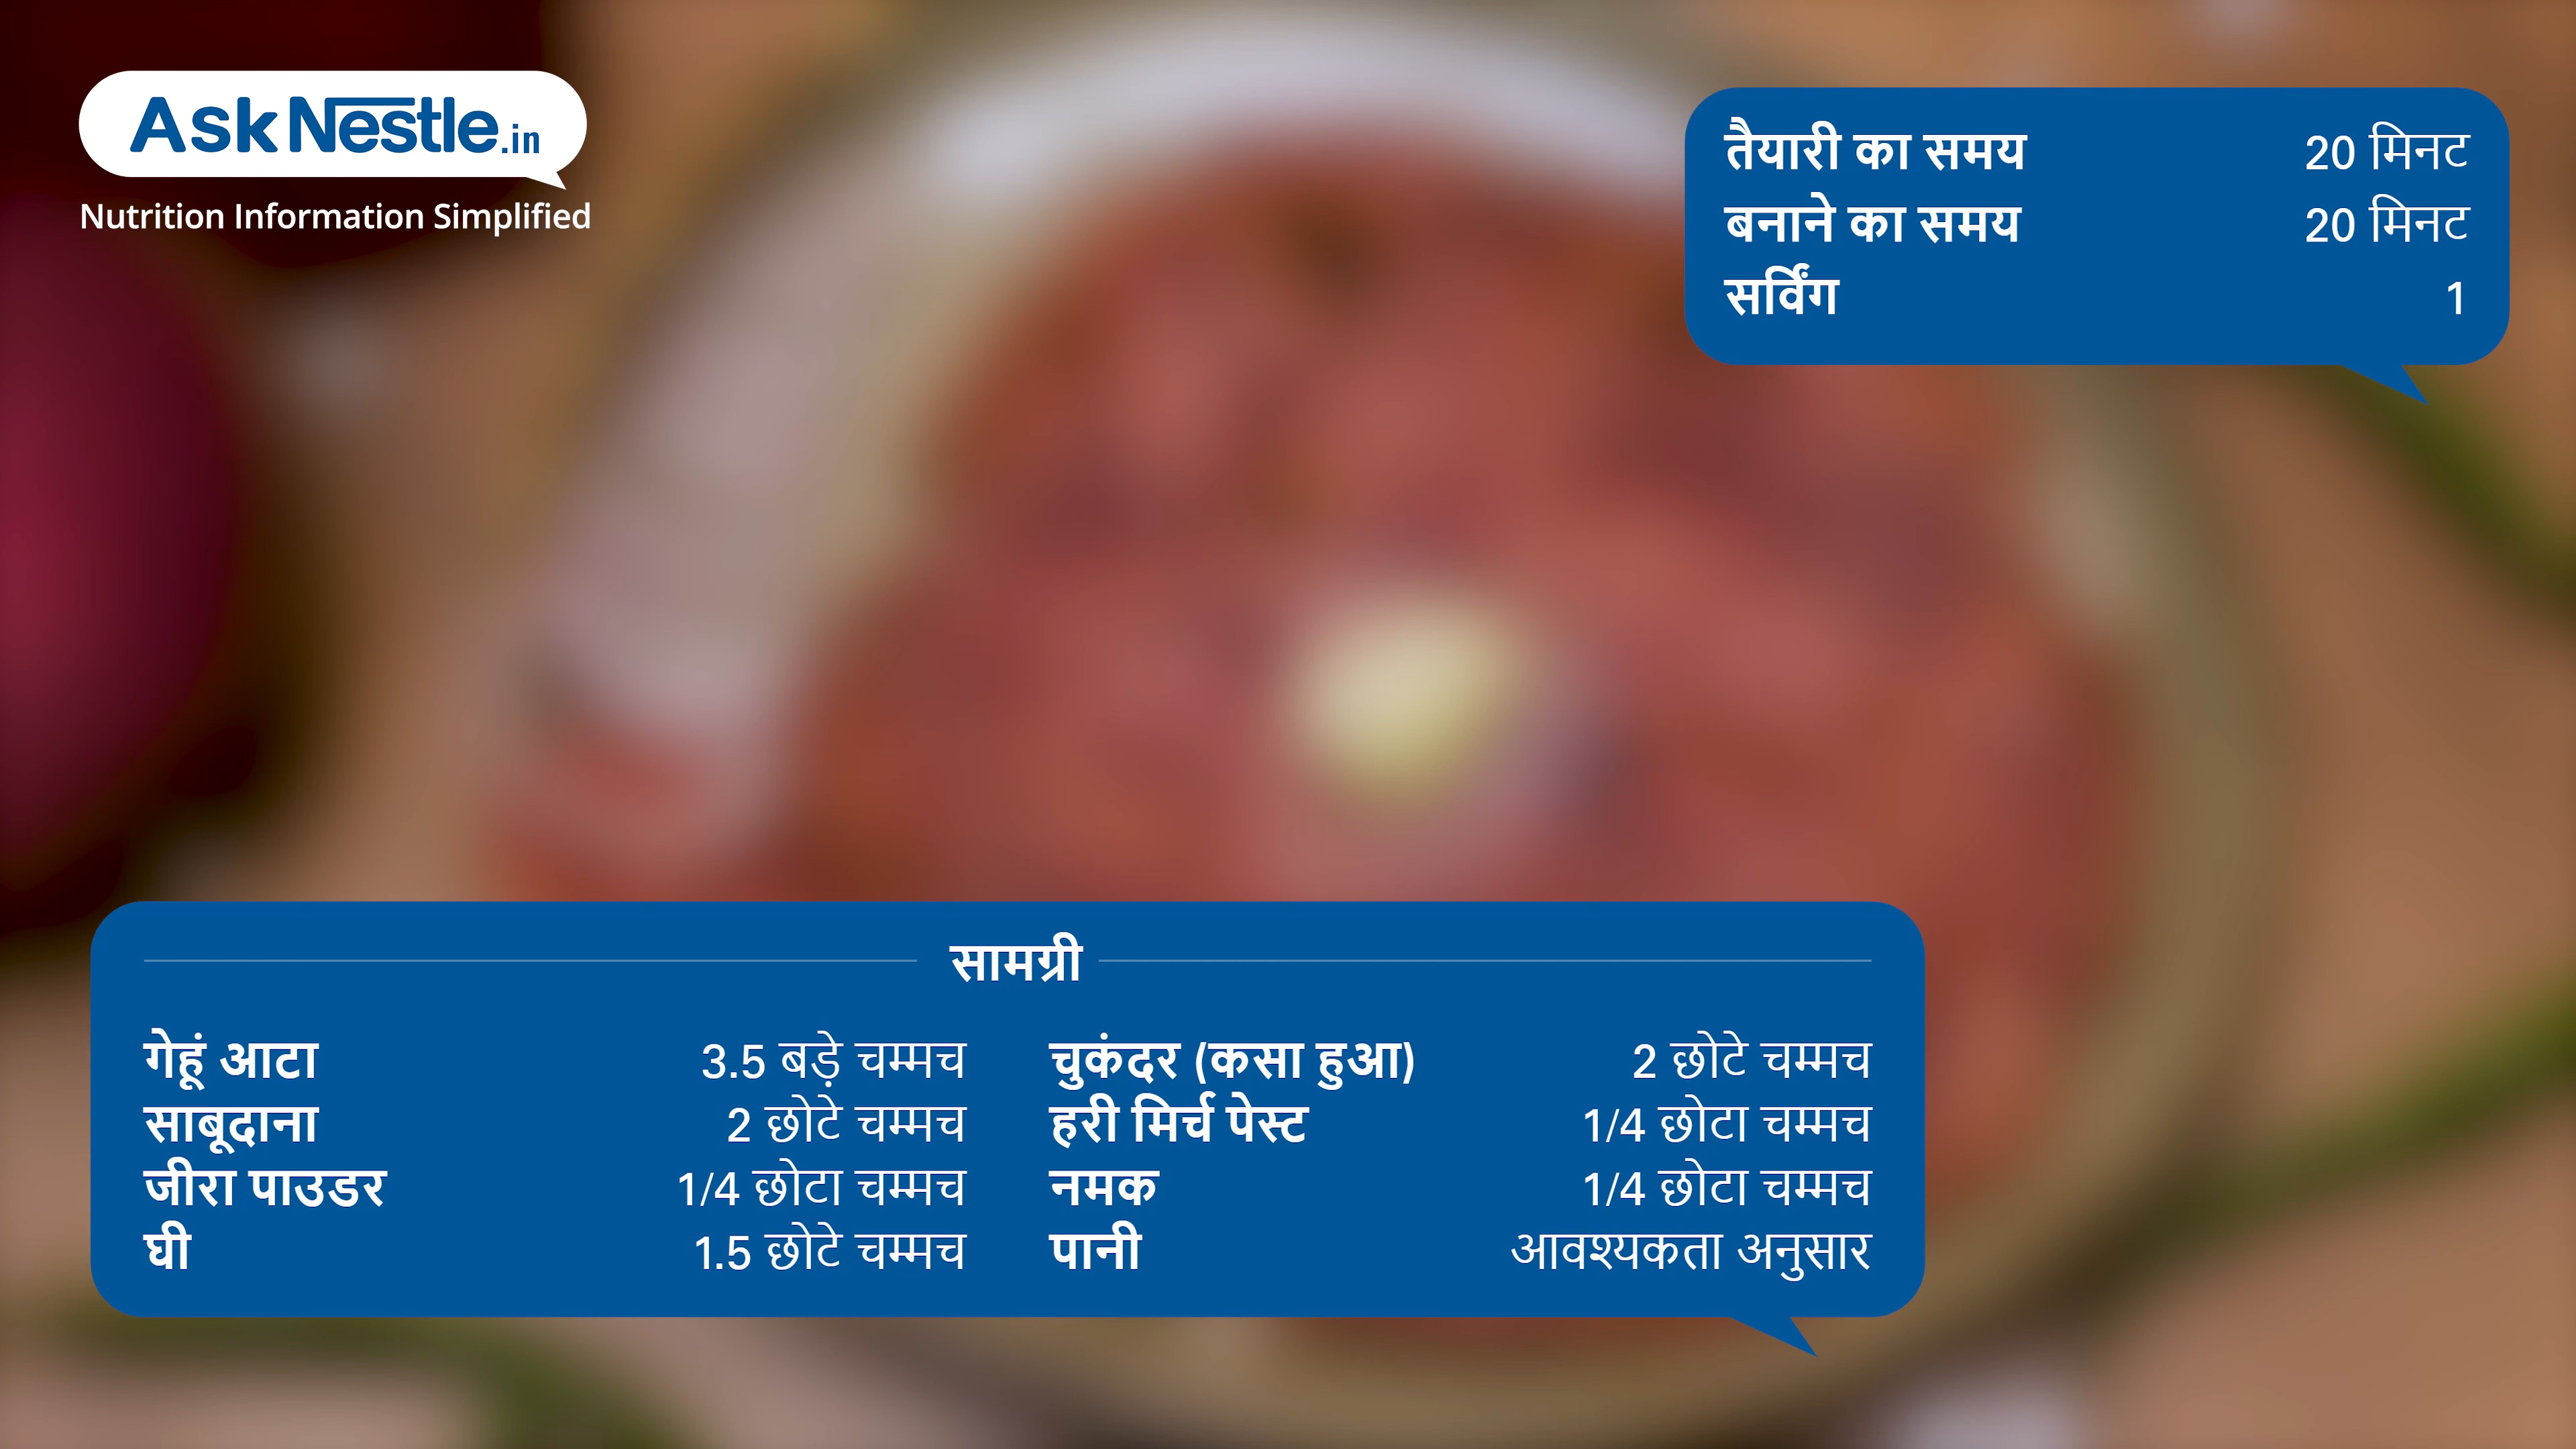 AskNestle.in
Nutrition Information Simplified
तैयारी का समय 20 मिनट
बनाने का समय 20 मिनट
सर्विंग 1
सामग्री
गेहूं आटा 3.5 बड़े चम्मच चुकंदर (कसा हुआ) 2 छोटे चम्मच
साबूदाना 2 छोटे चम्मच हरी मिर्च पेस्ट 1/4 छोटा चम्मच
जीरा पाउडर 1/4 छोटा चम्मच नमक 1/4 छोटा चम्मच
घी 1.5 छोटे चम्मच पानी आवश्यकता अनुसार